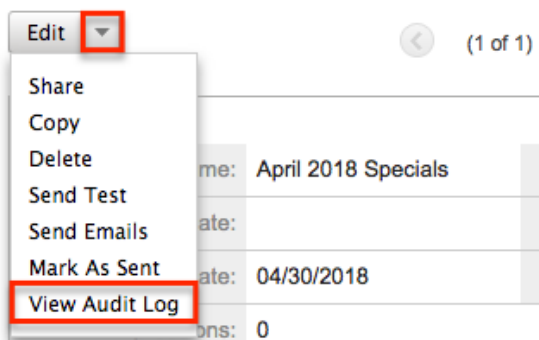 Edit
(1 of 1)
Share
Copy
Delete
me: April 2018 Specials
Send Test
Send Emails
ate:
Mark As Sent
ate: 04/30/2018
View Audit Log
ons: 0